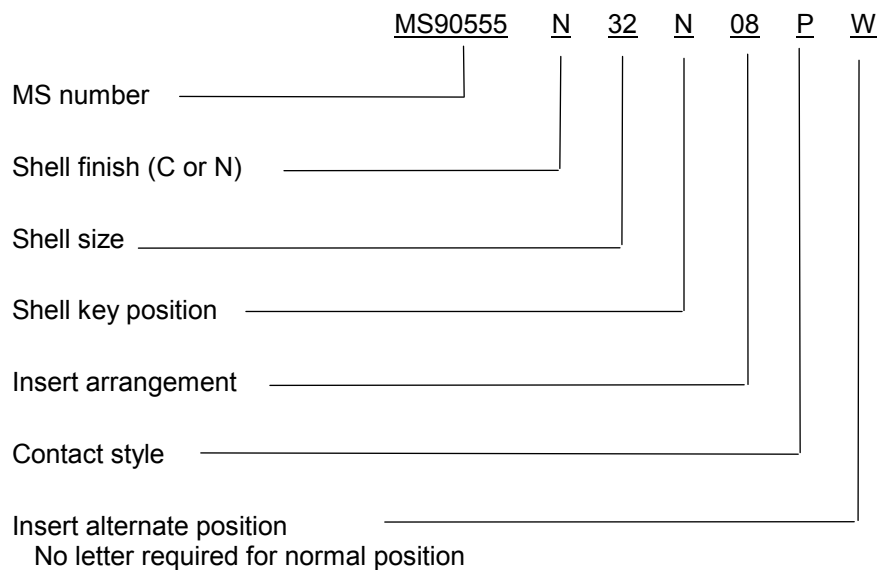 MS90555 N 32 N 08 P W
MS number
Shell finish (C or N)
Shell size
Shell key position
Insert arrangement
Contact style
Insert alternate position
No letter required for normal position